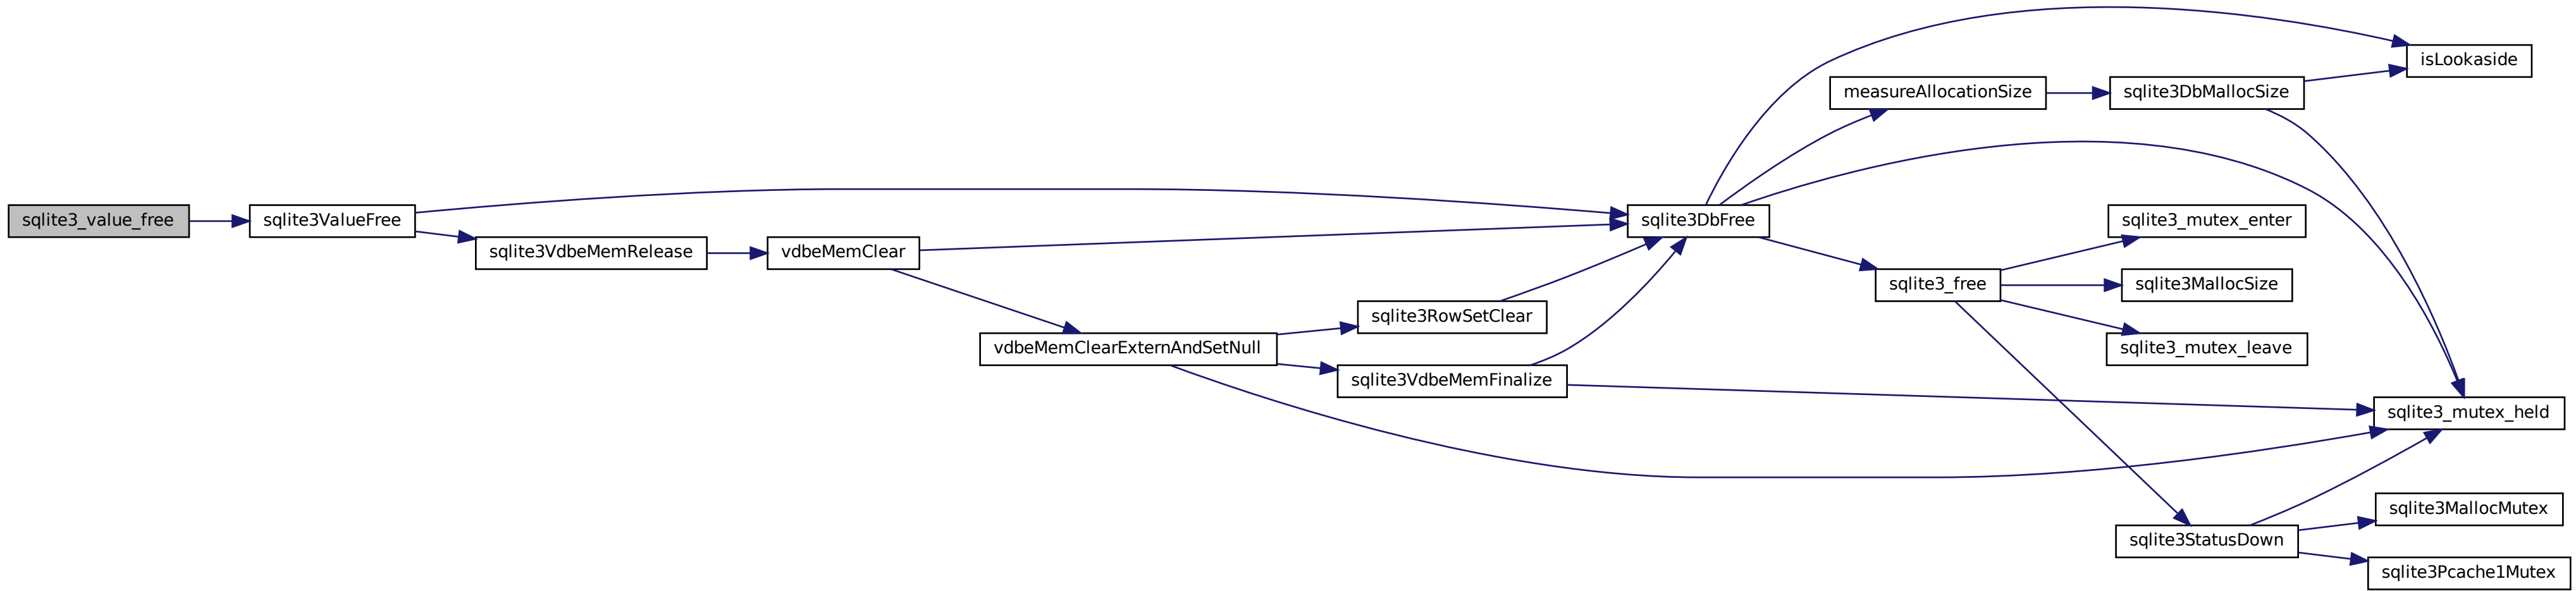 sqlite3_value_free
sqlite3ValueFree
sqlite3VdbeMemRelease
vdbeMemClear
vdbeMemClearExternAndSetNull
sqlite3RowSetClear
sqlite3VdbeMemFinalize
sqlite3DbFree
measureAllocationSize
sqlite3DbMallocSize
isLookaside
sqlite3_free
sqlite3_mutex_enter
sqlite3MallocSize
sqlite3_mutex_leave
sqlite3_mutex_held
sqlite3StatusDown
sqlite3MallocMutex
sqlite3Pcache1Mutex